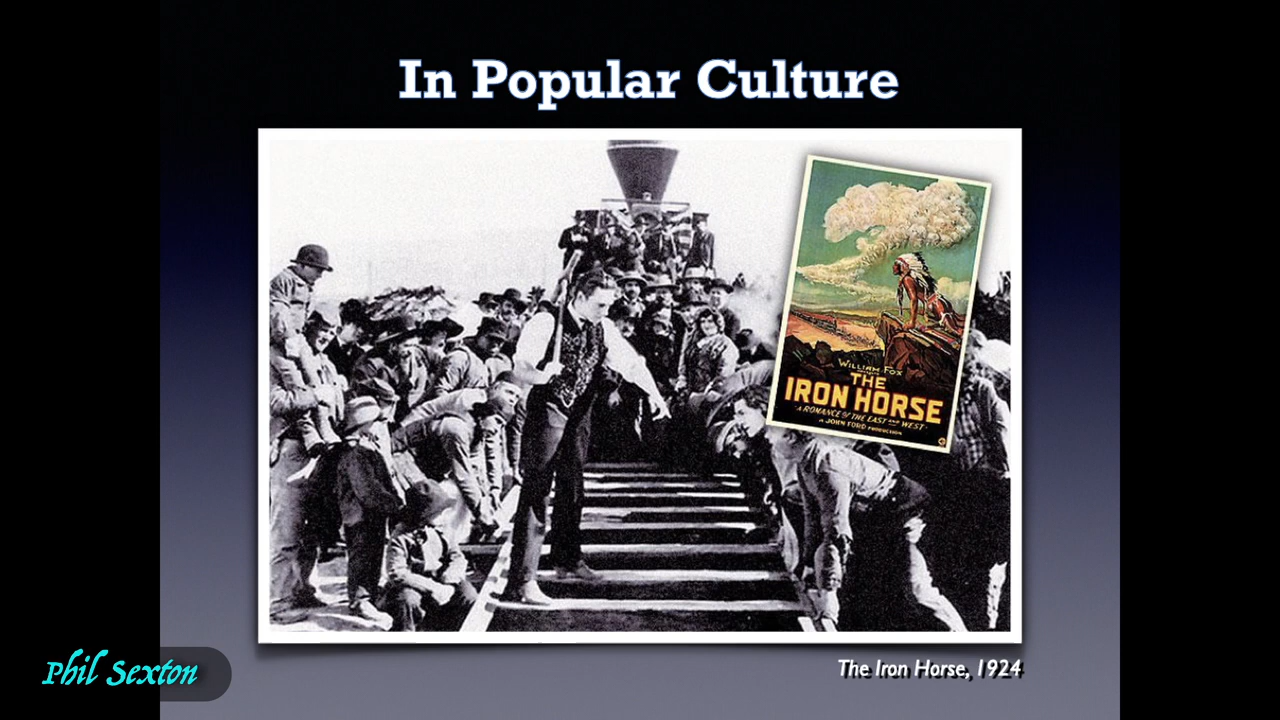 In Popular Culture
WILLIAM FOX
PRESENTS
THE
IRON HORSE
"A ROMANCE OF THE EAST AND WEST"
A JOHN FORD PRODUCTION
The Iron Horse, 1924
Phil Sexton